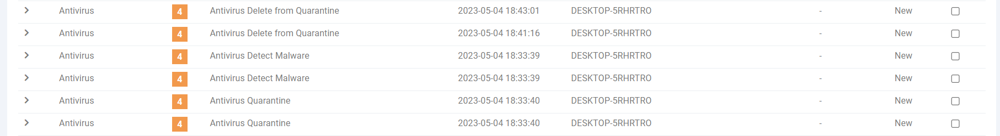 Antivirus 4 Antivirus Delete from Quarantine 2023-05-04 18:43:01 DESKTOP-5RHRTRO - New
Antivirus 4 Antivirus Delete from Quarantine 2023-05-04 18:41:16 DESKTOP-5RHRTRO - New
Antivirus 4 Antivirus Detect Malware 2023-05-04 18:33:39 DESKTOP-5RHRTRO - New
Antivirus 4 Antivirus Detect Malware 2023-05-04 18:33:39 DESKTOP-5RHRTRO - New
Antivirus 4 Antivirus Quarantine 2023-05-04 18:33:40 DESKTOP-5RHRTRO - New
Antivirus 4 Antivirus Quarantine 2023-05-04 18:33:40 DESKTOP-5RHRTRO - New